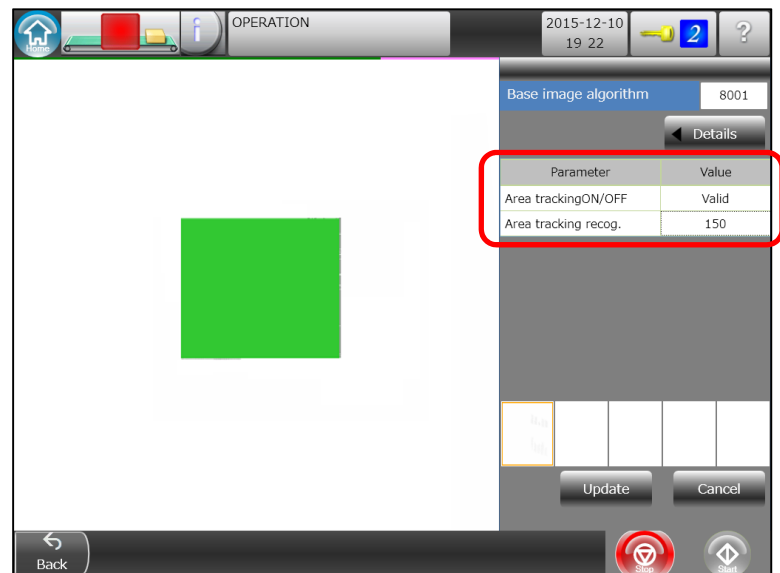 OPERATION
2015-12-10
19 22
2
?
i
Home
Base image algorithm 8001
Details
Parameter Value
Area trackingON/OFF Valid
Area tracking recog. 150
Update Cancel
Back
Stop
Start